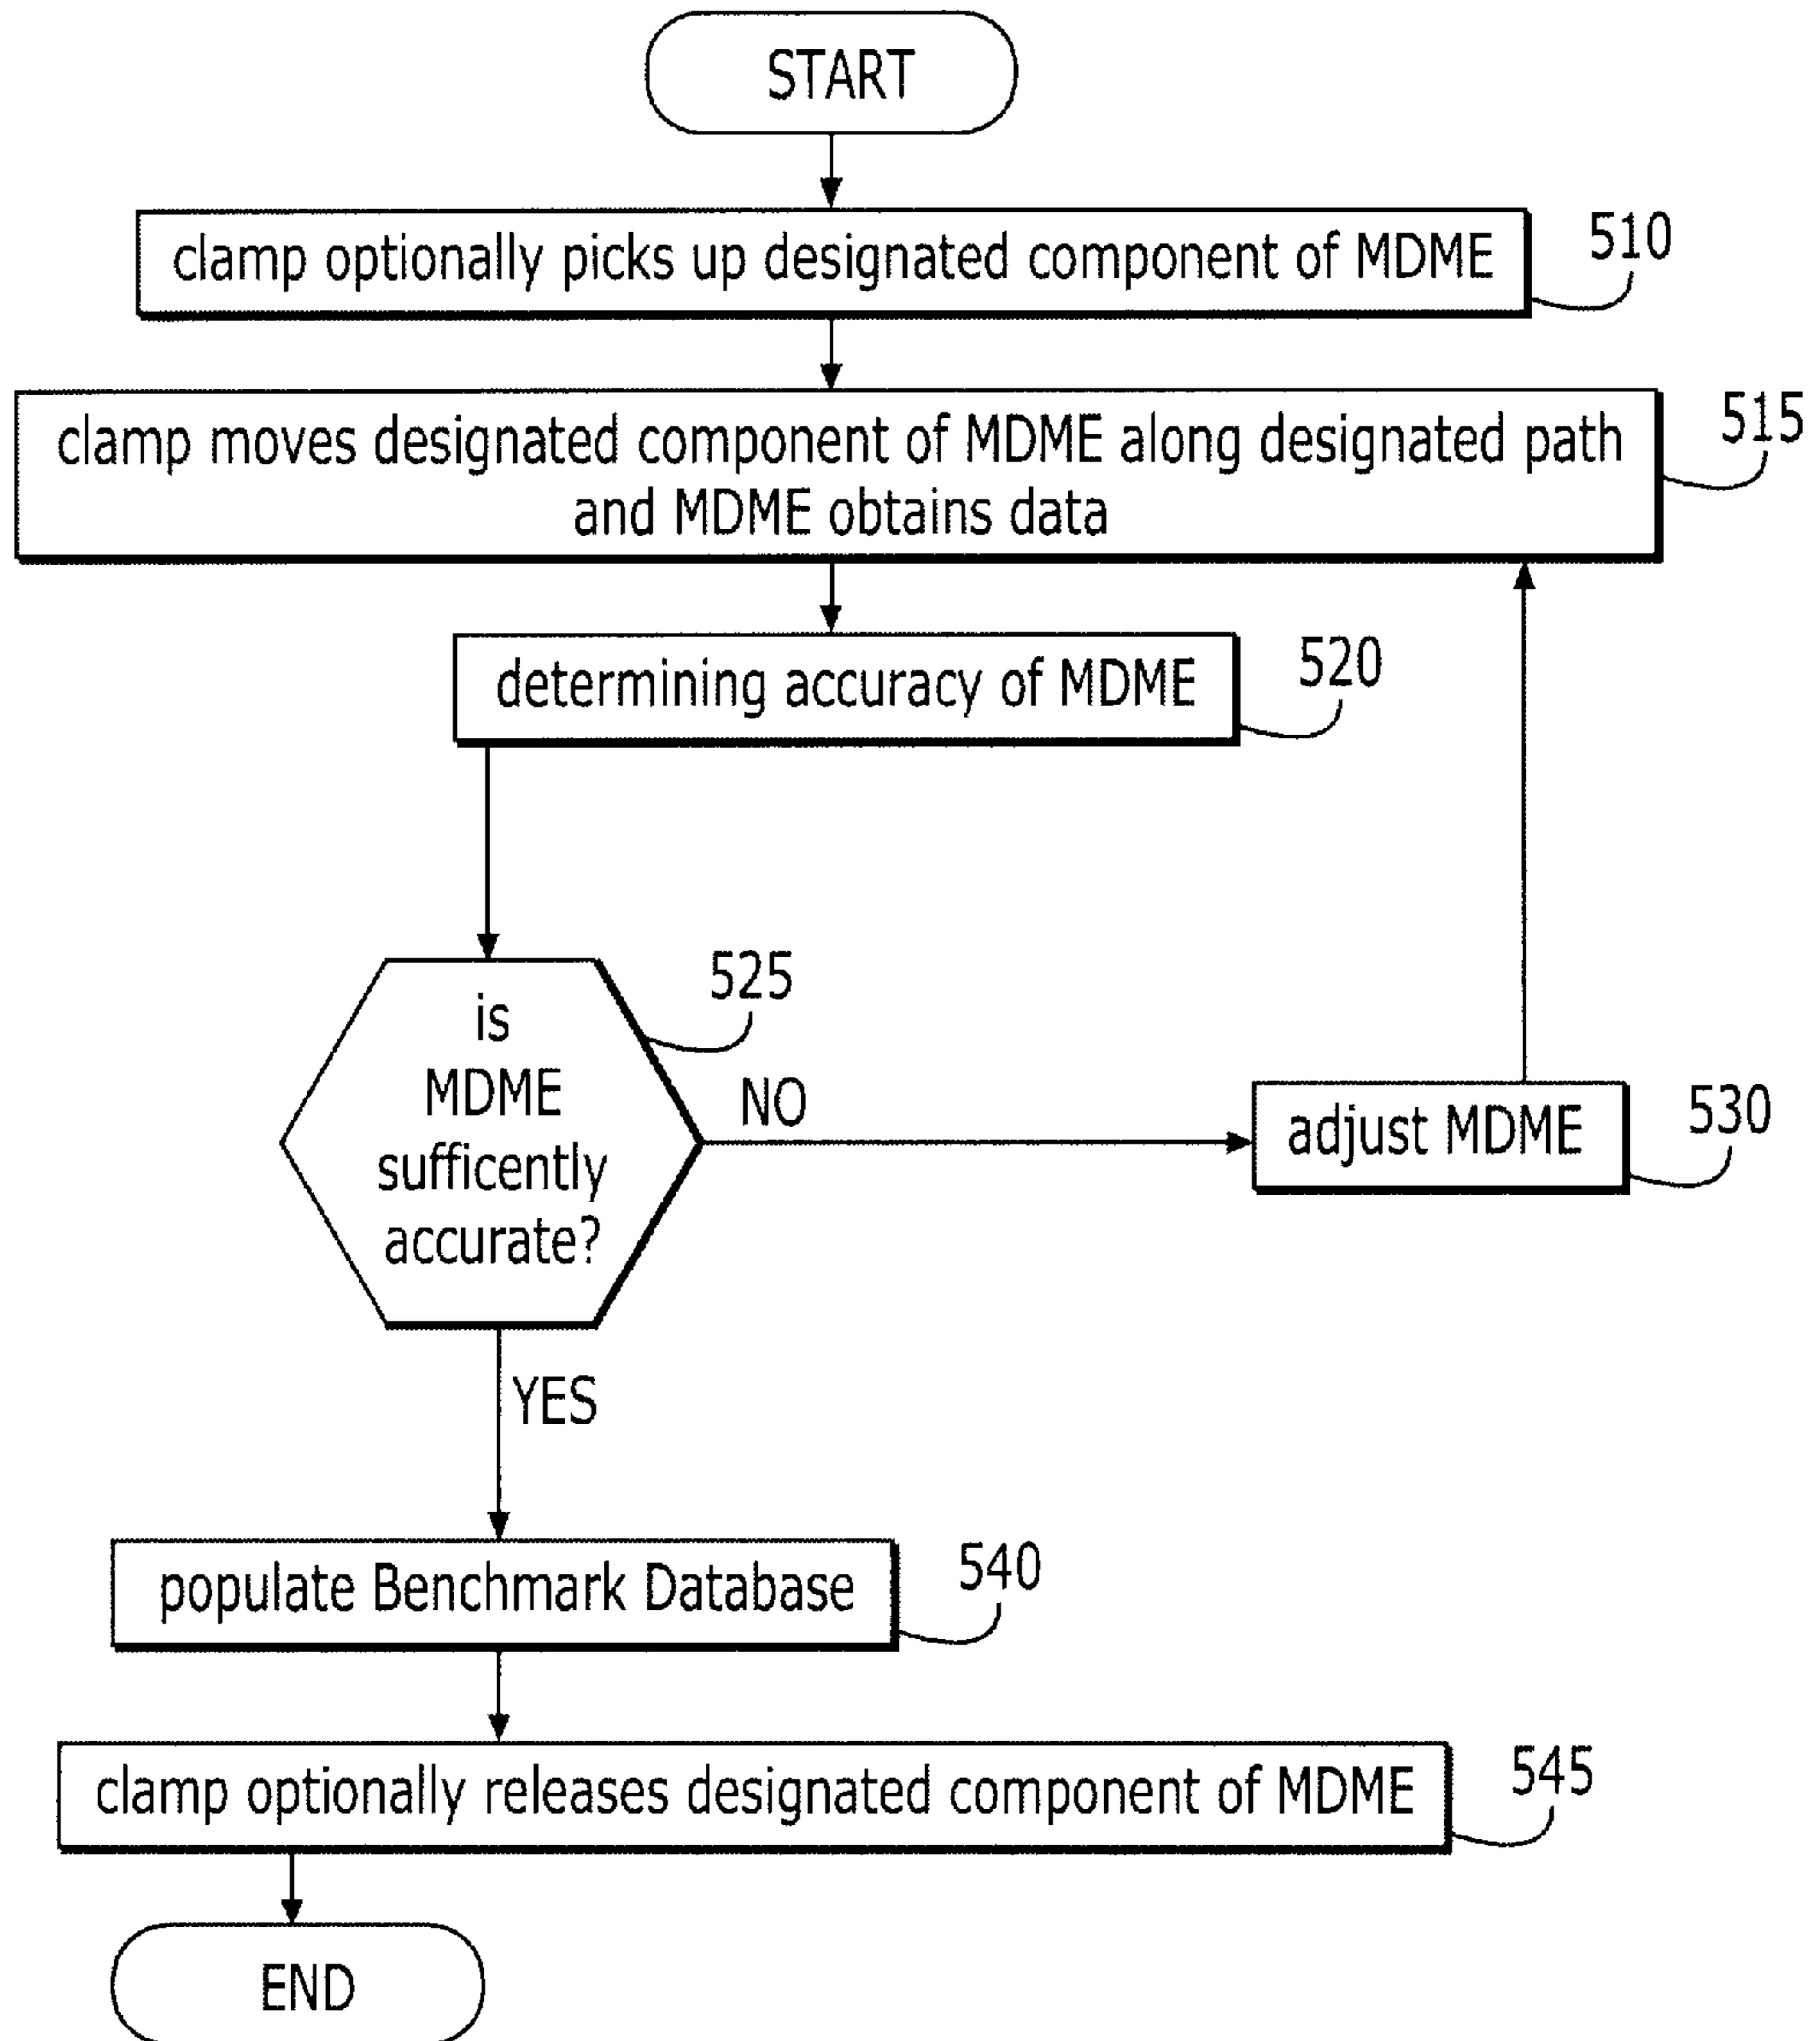 START
clamp optionally picks up designated component of MDME
510
clamp moves designated component of MDME along designated path
and MDME obtains data
515
determining accuracy of MDME
520
is
MDME
sufficently
accurate?
525
NO
adjust MDME
530
YES
populate Benchmark Database
540
clamp optionally releases designated component of MDME
545
END